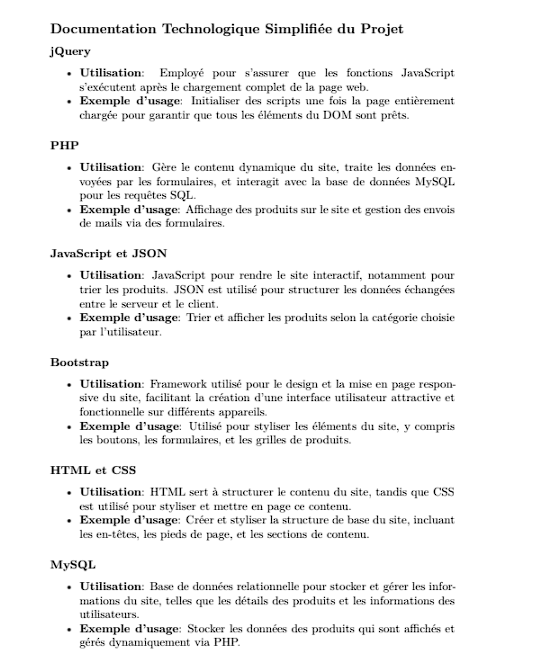 Documentation Technologique Simplifiée du Projet
jQuery
• Utilisation: Employé pour s'assurer que les fonctions JavaScript
s'exécutent après le chargement complet de la page web.
• Exemple d'usage: Initialiser des scripts une fois la page entièrement
chargée pour garantir que tous les éléments du DOM sont prêts.
PHP
• Utilisation: Gère le contenu dynamique du site, traite les données en-
voyées par les formulaires, et interagit avec la base de données MySQL
pour les requêtes SQL.
• Exemple d'usage: Affichage des produits sur le site et gestion des envois
de mails via des formulaires.
JavaScript et JSON
• Utilisation: JavaScript pour rendre le site interactif, notamment pour
trier les produits. JSON est utilisé pour structurer les données échangées
entre le serveur et le client.
• Exemple d'usage: Trier et afficher les produits selon la catégorie choisie
par l'utilisateur.
Bootstrap
• Utilisation: Framework utilisé pour le design et la mise en page respon-
sive du site, facilitant la création d'une interface utilisateur attractive et
fonctionnelle sur différents appareils.
• Exemple d'usage: Utilisé pour styliser les éléments du site, y compris
les boutons, les formulaires, et les grilles de produits.
HTML et CSS
• Utilisation: HTML sert à structurer le contenu du site, tandis que CSS
est utilisé pour styliser et mettre en page ce contenu.
• Exemple d'usage: Créer et styliser la structure de base du site, incluant
les en-têtes, les pieds de page, et les sections de contenu.
MySQL
• Utilisation: Base de données relationnelle pour stocker et gérer les infor-
mations du site, telles que les détails des produits et les informations des
utilisateurs.
• Exemple d'usage: Stocker les données des produits qui sont affichés et
gérés dynamiquement via PHP.